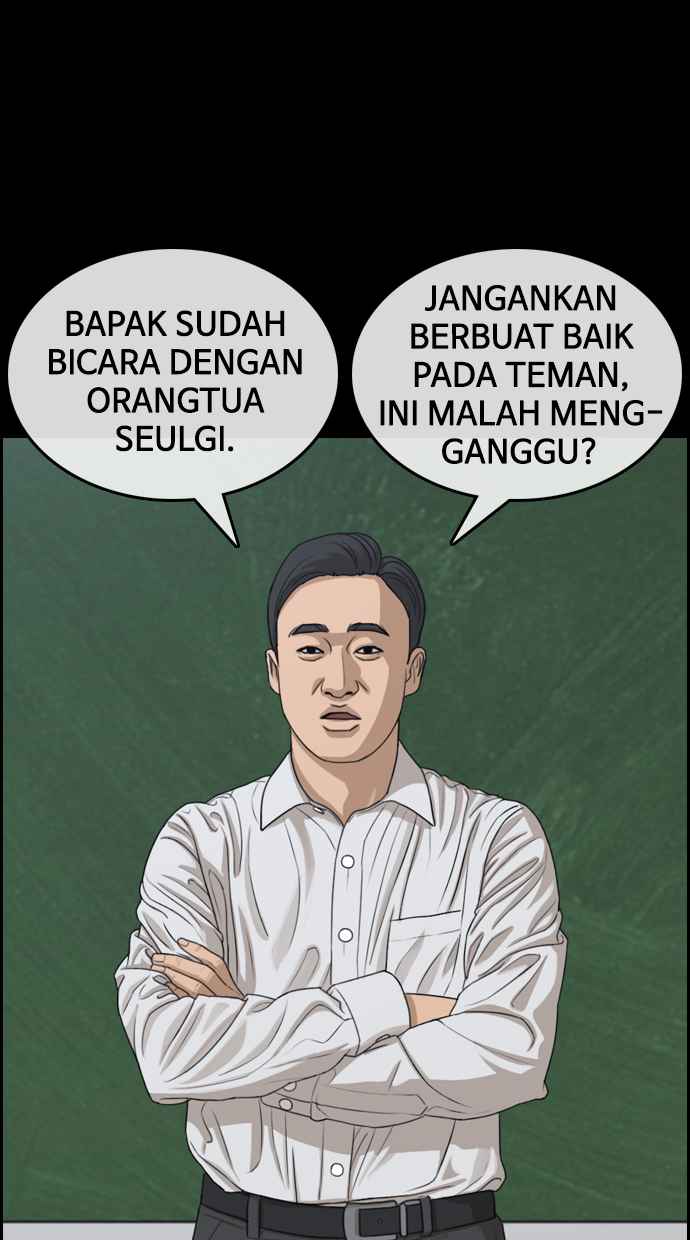 BAPAK SUDAH
BICARA DENGAN
ORANGTUA
SEULGI.
JANGANKAN
BERBUAT BAIK
PADA TEMAN,
INI MALAH MENG-
GANGGU?